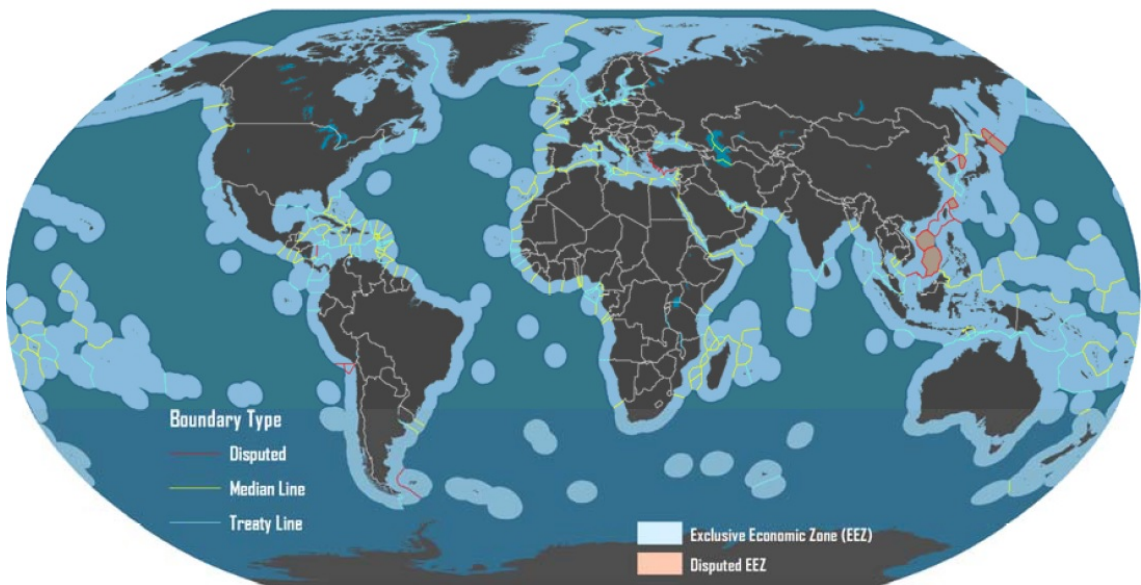 Boundary Type
Disputed
Median Line
Treaty Line
Exclusive Economic Zone (EEZ)
Disputed EEZ